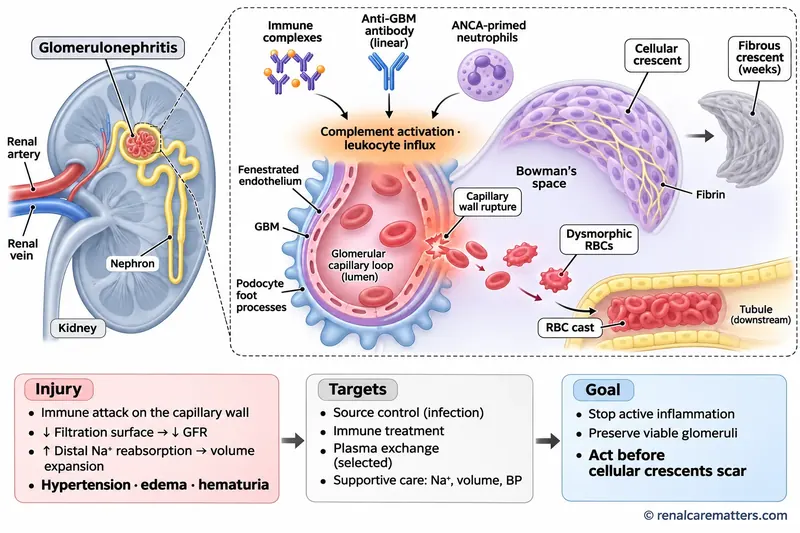 Glomerulonephritis
Renal
artery
Renal
vein
Nephron
Kidney
Immune
complexes
Anti-GBM
antibody
(linear)
ANCA-primed
neutrophils
Complement activation ·
leukocyte influx
Fenestrated
endothelium
GBM
Podocyte
foot
processes
Glomerular
capillary loop
(lumen)
Capillary
wall rupture
Bowman's
space
Cellular
crescent
Fibrin
Fibrous
crescent
(weeks)
Dysmorphic
RBCs
RBC cast
Tubule
(downstream)
Injury
• Immune attack on the capillary wall
• ↓ Filtration surface → ↓ GFR
• ↑ Distal Na⁺ reabsorption → volume
expansion
• Hypertension · edema · hematuria
Targets
• Source control (infection)
• Immune treatment
• Plasma exchange
(selected)
• Supportive care: Na⁺, volume, BP
Goal
• Stop active inflammation
• Preserve viable glomeruli
• Act before
cellular crescents scar
© renalcarematters.com